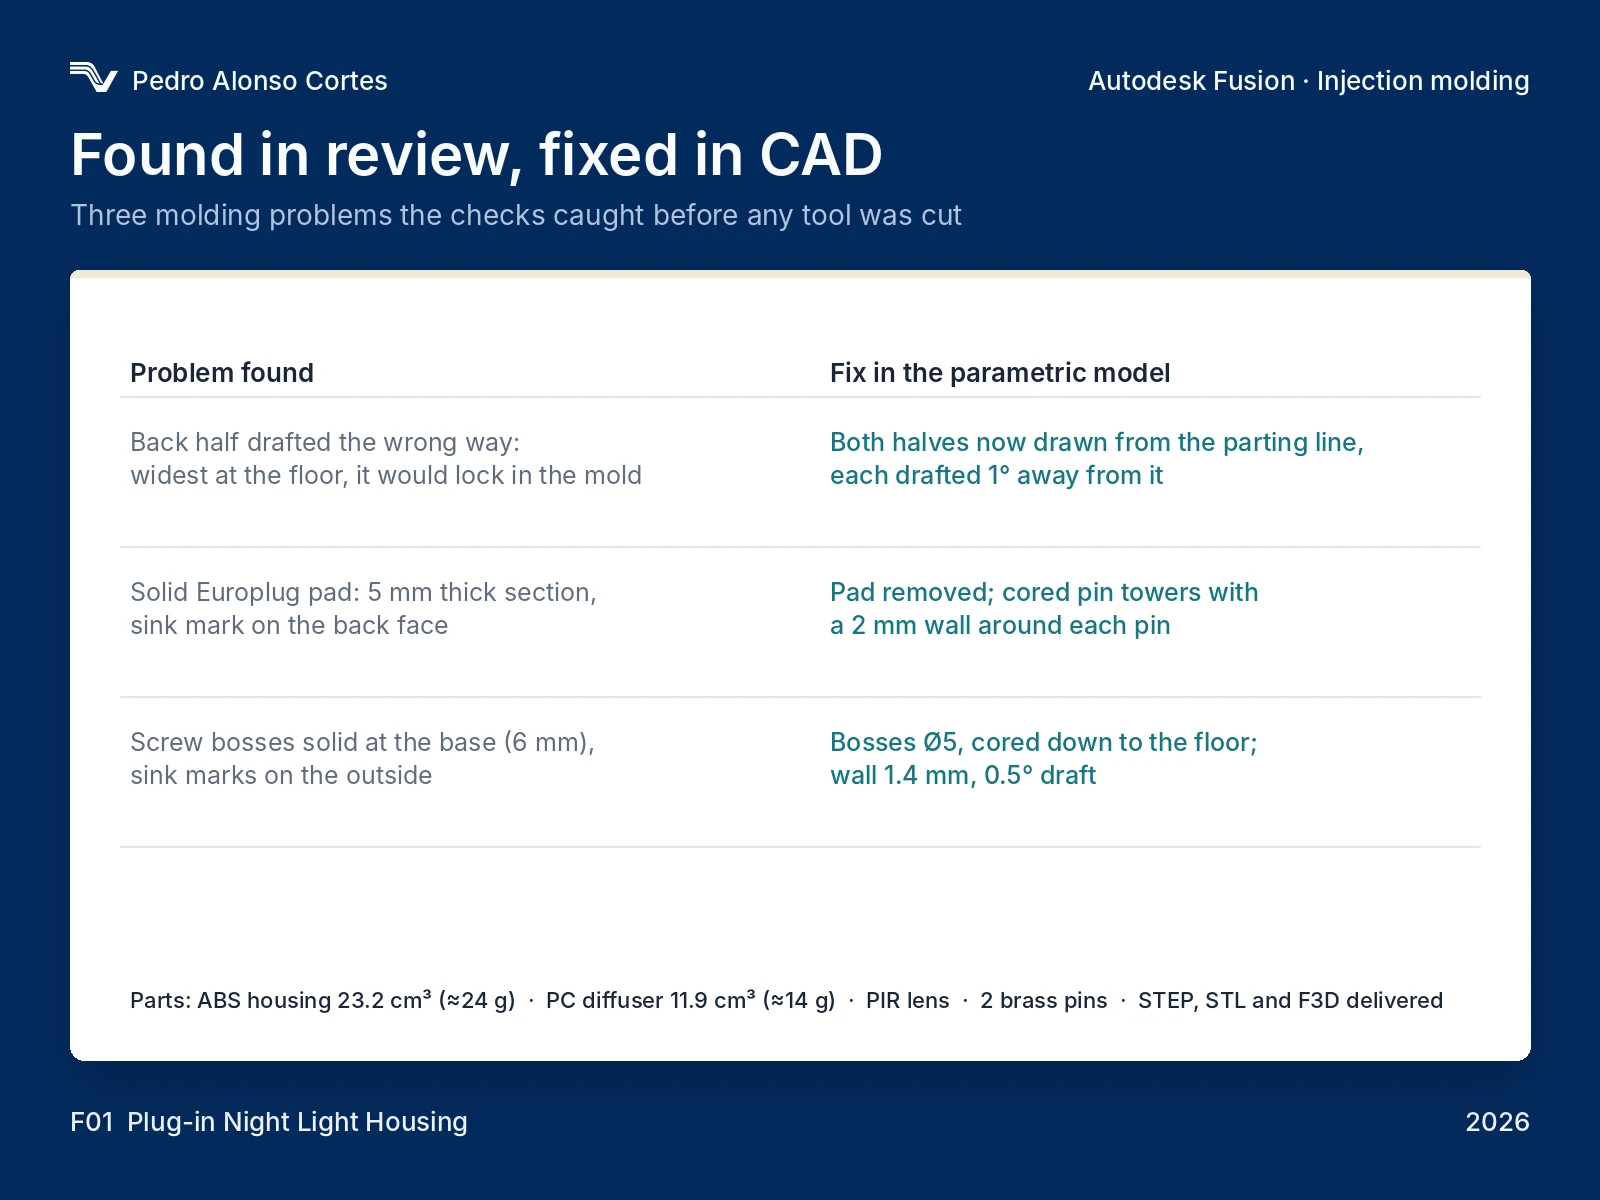 Pedro Alonso Cortes
Autodesk Fusion · Injection molding
Found in review, fixed in CAD
Three molding problems the checks caught before any tool was cut
Problem found
Fix in the parametric model
Back half drafted the wrong way:
widest at the floor, it would lock in the mold
Both halves now drawn from the parting line,
each drafted 1° away from it
Solid Europlug pad: 5 mm thick section,
sink mark on the back face
Pad removed; cored pin towers with
a 2 mm wall around each pin
Screw bosses solid at the base (6 mm),
sink marks on the outside
Bosses Ø5, cored down to the floor;
wall 1.4 mm, 0.5° draft
Parts: ABS housing 23.2 cm³ (≈24 g) · PC diffuser 11.9 cm³ (≈14 g) · PIR lens · 2 brass pins · STEP, STL and F3D delivered
F01 Plug-in Night Light Housing
2026